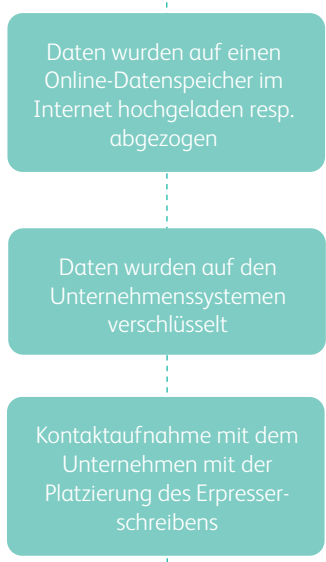 Daten wurden auf einen
Online-Datenspeicher im
Internet hochgeladen resp.
abgezogen
Daten wurden auf den
Unternehmenssystemen
verschlüsselt
Kontaktaufnahme mit dem
Unternehmen mit der
Platzierung des Erpresser-
schreibens